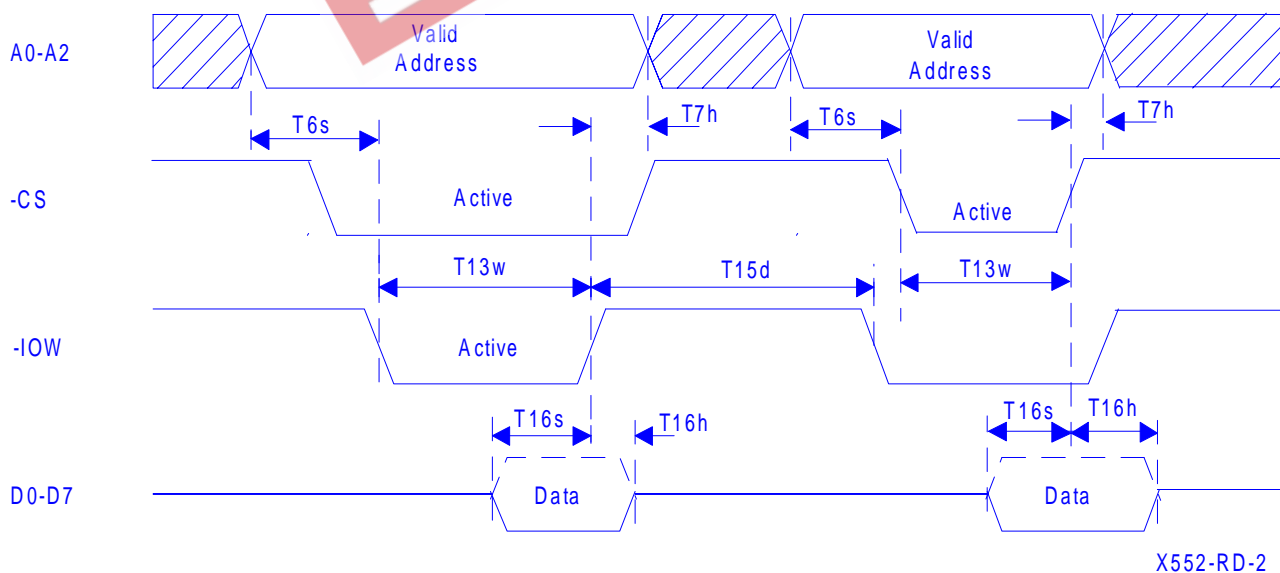 A0-A2
Valid
Address
Valid
Address
T6s
T7h
T6s
T7h
-CS
Active
Active
T13w
T15d
T13w
-IOW
Active
T16s
T16h
T16s
T16h
D0-D7
Data
Data
X552-RD-2